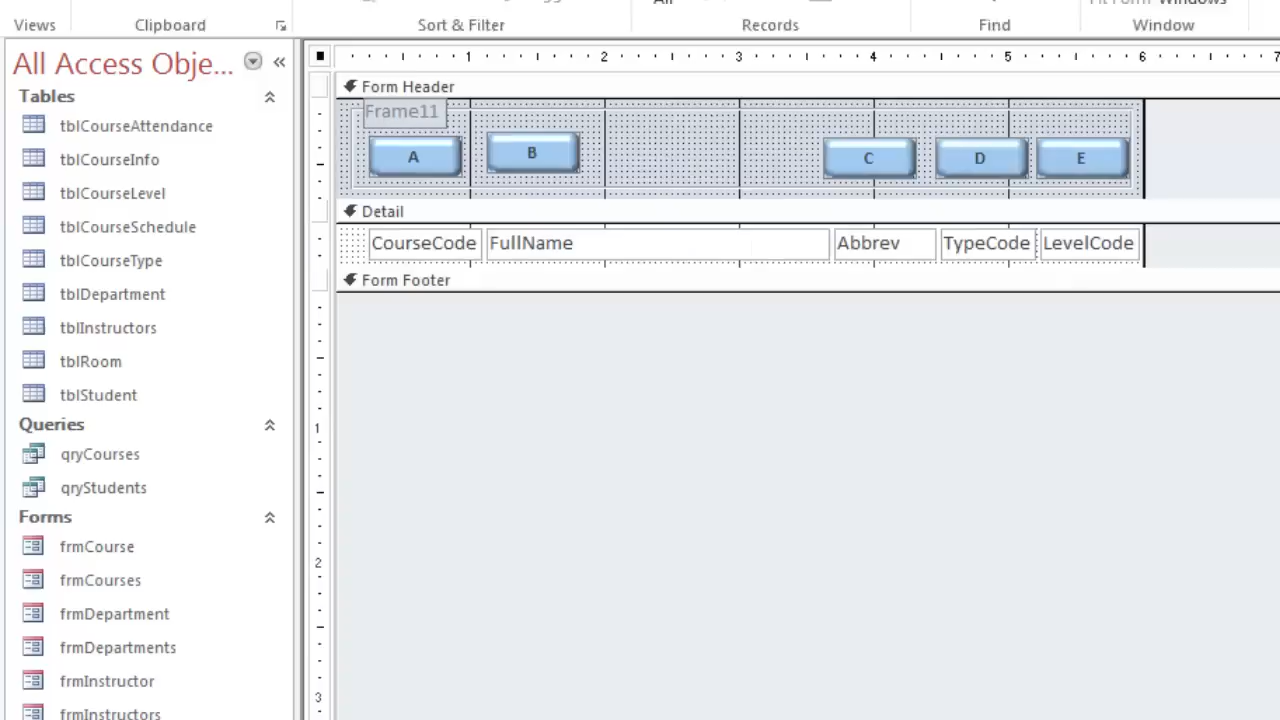 Views
Clipboard
Sort & Filter
Records
Find
Window
All Access Obje...
Tables
tblCourseAttendance
tblCourseInfo
tblCourseLevel
tblCourseSchedule
tblCourseType
tblDepartment
tblInstructors
tblRoom
tblStudent
Queries
qryCourses
qryStudents
Forms
frmCourse
frmCourses
frmDepartment
frmDepartments
frmInstructor
frmInstructors
1 2 3 4 5 6 7
Form Header
Frame11
A B C D E
Detail
CourseCode FullName Abbrev TypeCode LevelCode
Form Footer
1
2
3